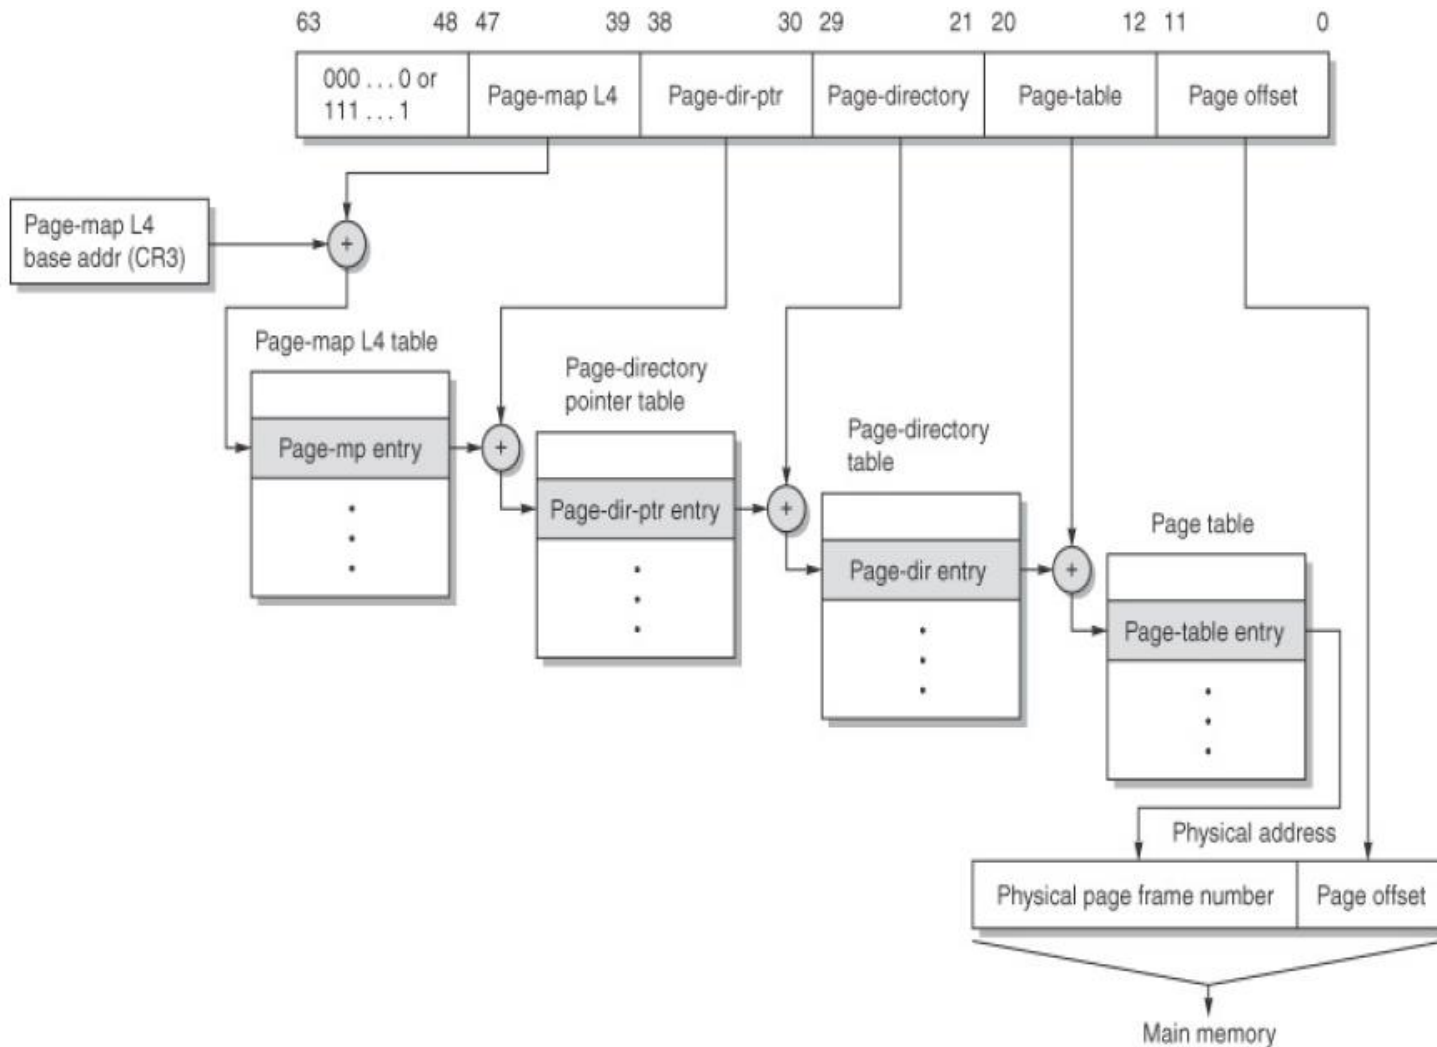 63 48 47 39 38 30 29 21 20 12 11 0
000 . . . 0 or
111 . . . 1
Page-map L4
Page-dir-ptr
Page-directory
Page-table
Page offset
Page-map L4
base addr (CR3)
+
Page-map L4 table
Page-mp entry
+
Page-directory
pointer table
Page-dir-ptr entry
+
Page-directory
table
Page-dir entry
+
Page table
Page-table entry
Physical address
Physical page frame number
Page offset
Main memory